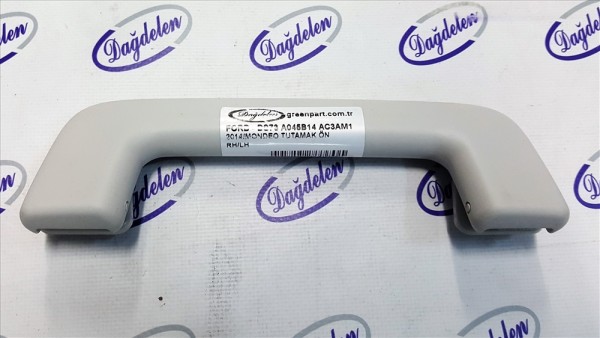 Dağdelen
Dağdelen
Dağdelen
Dağdelen
greenpart.com.tr
FORD - DS73 A045B14 AC3AM1
2014/MONDEO TUTAMAK ÖN
RH/LH
Dağdelen
Dağdelen
Dağdelen
Dağdelen